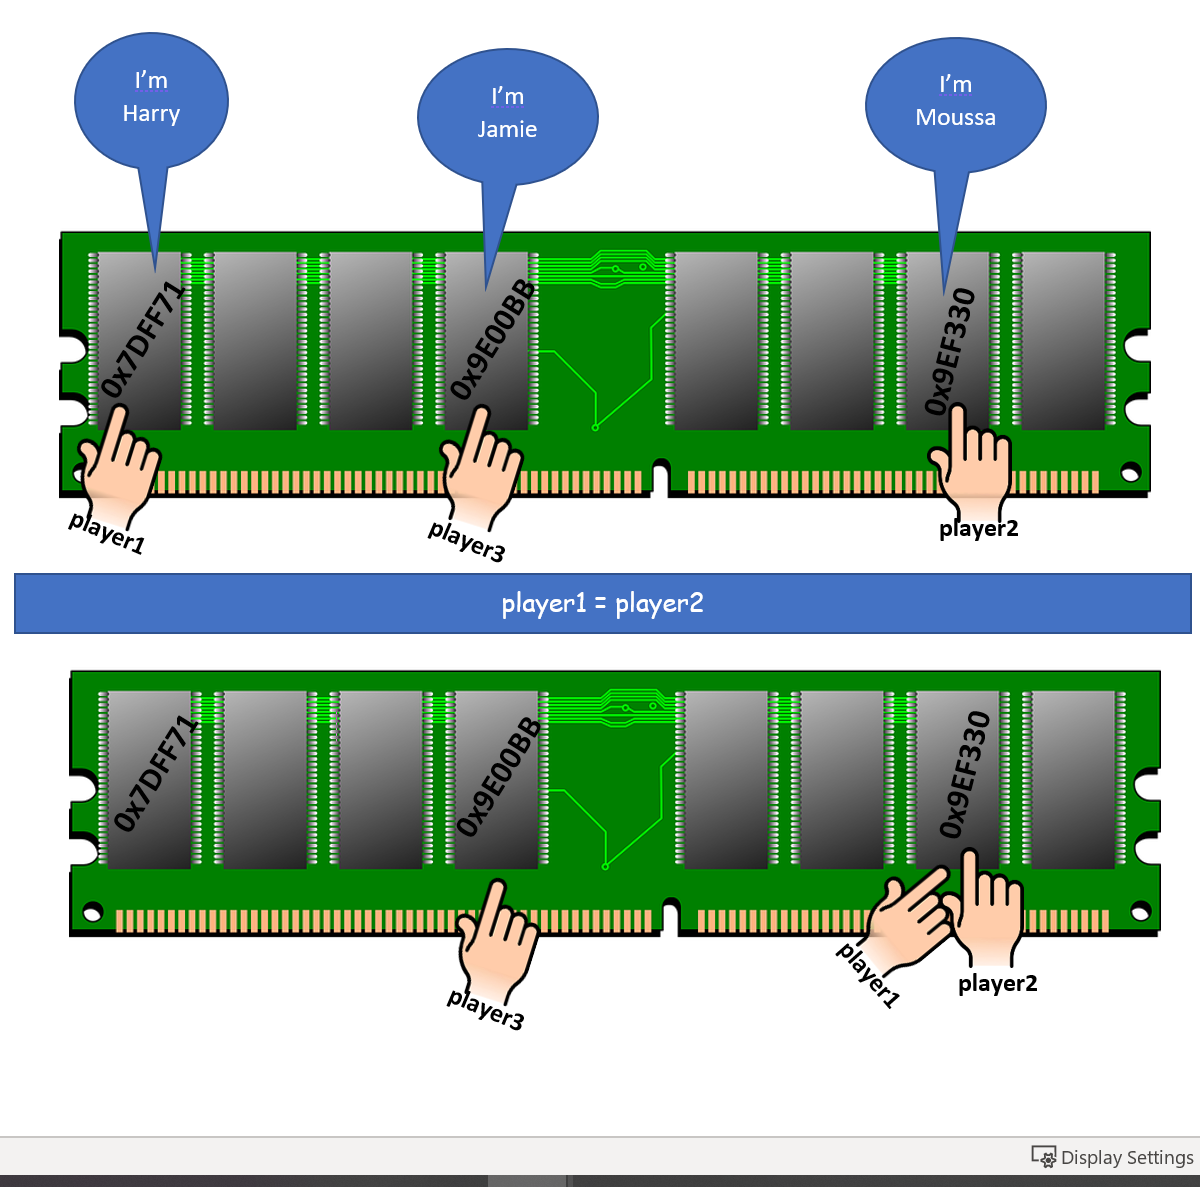 I’m
Harry
I’m
Jamie
I’m
Moussa
0x7DFF71
0x9E00BB
0x9EF330
player1
player3
player2
player1 = player2
0x7DFF71
0x9E00BB
0x9EF330
player3
player1
player2
Display Settings